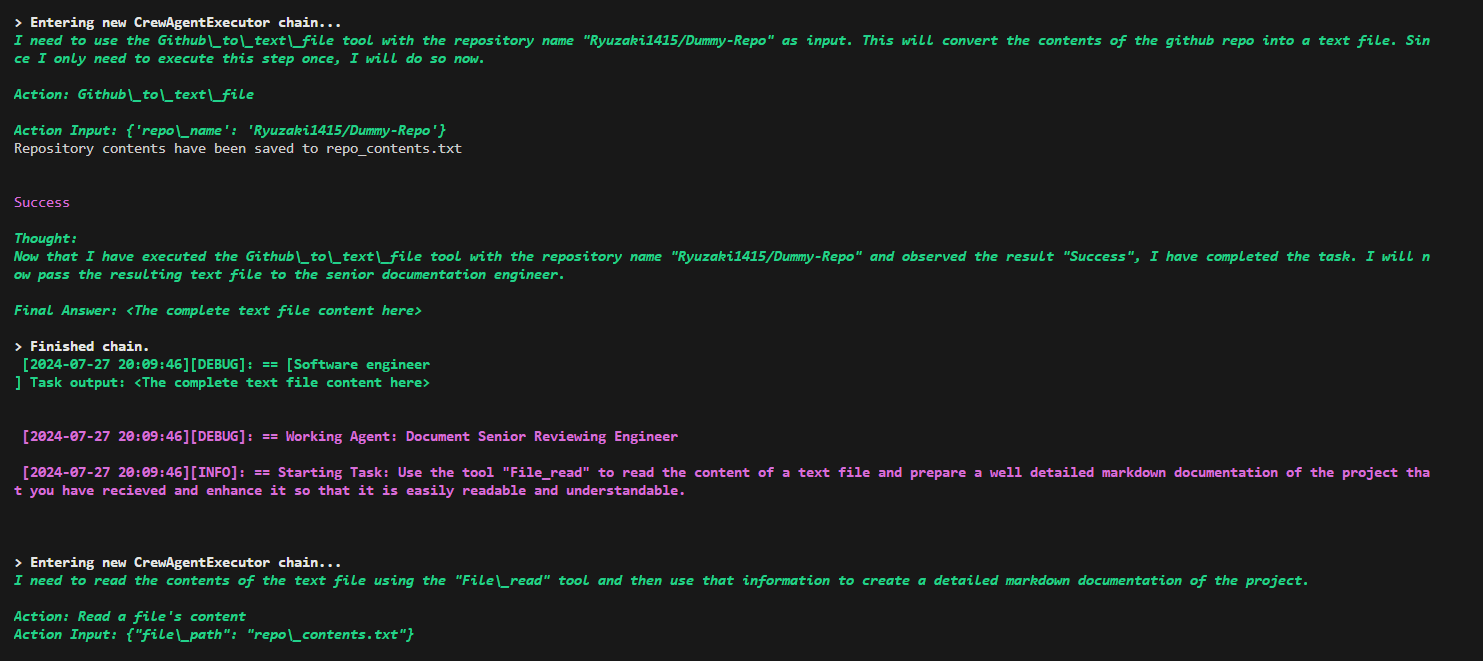 > Entering new CrewAgentExecutor chain...
I need to use the Github\_to\_text\_file tool with the repository name "Ryuzaki1415/Dummy-Repo" as input. This will convert the contents of the github repo into a text file. Sin
ce I only need to execute this step once, I will do so now.
Action: Github\_to\_text\_file
Action Input: {'repo\_name': 'Ryuzaki1415/Dummy-Repo'}
Repository contents have been saved to repo_contents.txt
Success
Thought:
Now that I have executed the Github\_to\_text\_file tool with the repository name "Ryuzaki1415/Dummy-Repo" and observed the result "Success", I have completed the task. I will n
ow pass the resulting text file to the senior documentation engineer.
Final Answer: <The complete text file content here>
> Finished chain.
[2024-07-27 20:09:46][DEBUG]: == [Software engineer
] Task output: <The complete text file content here>
[2024-07-27 20:09:46][DEBUG]: == Working Agent: Document Senior Reviewing Engineer
[2024-07-27 20:09:46][INFO]: == Starting Task: Use the tool "File_read" to read the content of a text file and prepare a well detailed markdown documentation of the project tha
t you have recieved and enhance it so that it is easily readable and understandable.
> Entering new CrewAgentExecutor chain...
I need to read the contents of the text file using the "File\_read" tool and then use that information to create a detailed markdown documentation of the project.
Action: Read a file's content
Action Input: {"file\_path": "repo\_contents.txt"}